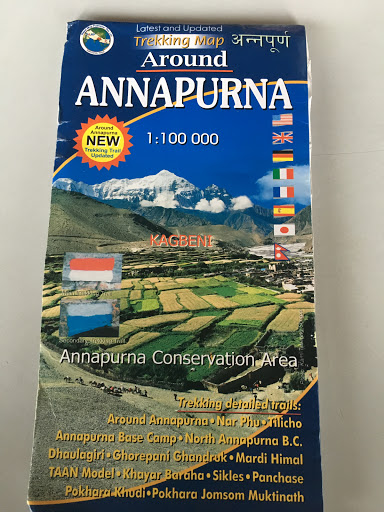 Latest and Updated
Trekking Map अन्नपूर्ण
Around
ANNAPURNA
Around
Annapurna
NEW
Trekking Trail
Updated
1:100 000
KAGBENI
Annapurna Conservation Area
Trekking detailed trails:
Around Annapurna • Nar Phu • Tilicho
Annapurna Base Camp • North Annapurna B.C.
Dhaulagiri • Ghorepani Ghandruk • Mardi Himal
TAAN Model • Khayar Baraha • Sikles • Panchase
Pokhara Khudi • Pokhara Jomsom Muktinath